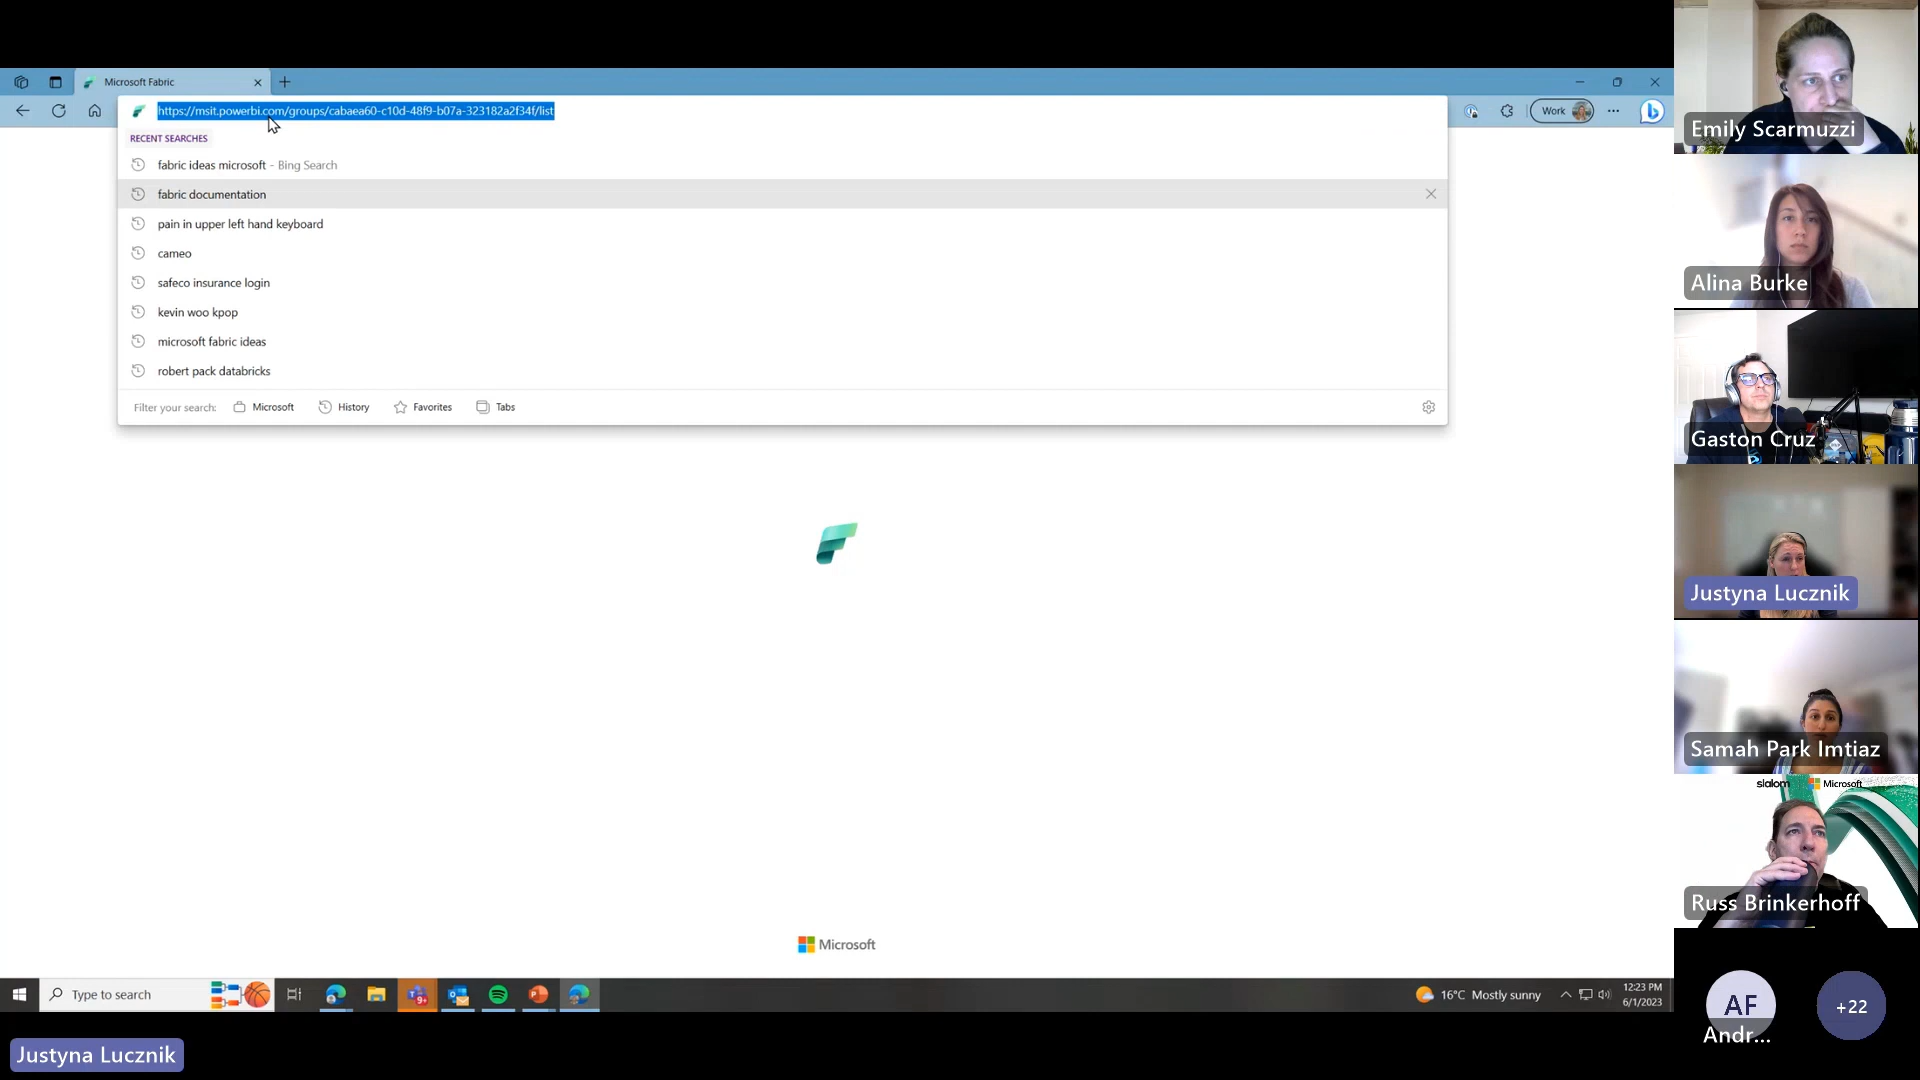 Microsoft Fabric
https://msit.powerbi.com/groups/cabaea60-c10d-48f9-b07a-323182a2f34f/list
Work
RECENT SEARCHES
fabric ideas microsoft - Bing Search
fabric documentation
pain in upper left hand keyboard
cameo
safeco insurance login
kevin woo kpop
microsoft fabric ideas
robert pack databricks
Filter your search: Microsoft History Favorites Tabs
Microsoft
Type to search
9+
16°C Mostly sunny
12:23 PM
6/1/2023
Justyna Lucznik
Emily Scarmuzzi
Alina Burke
Gaston Cruz
Justyna Lucznik
Samah Park Imtiaz
slalom Microsoft
Russ Brinkerhoff
AF
Andr...
+22